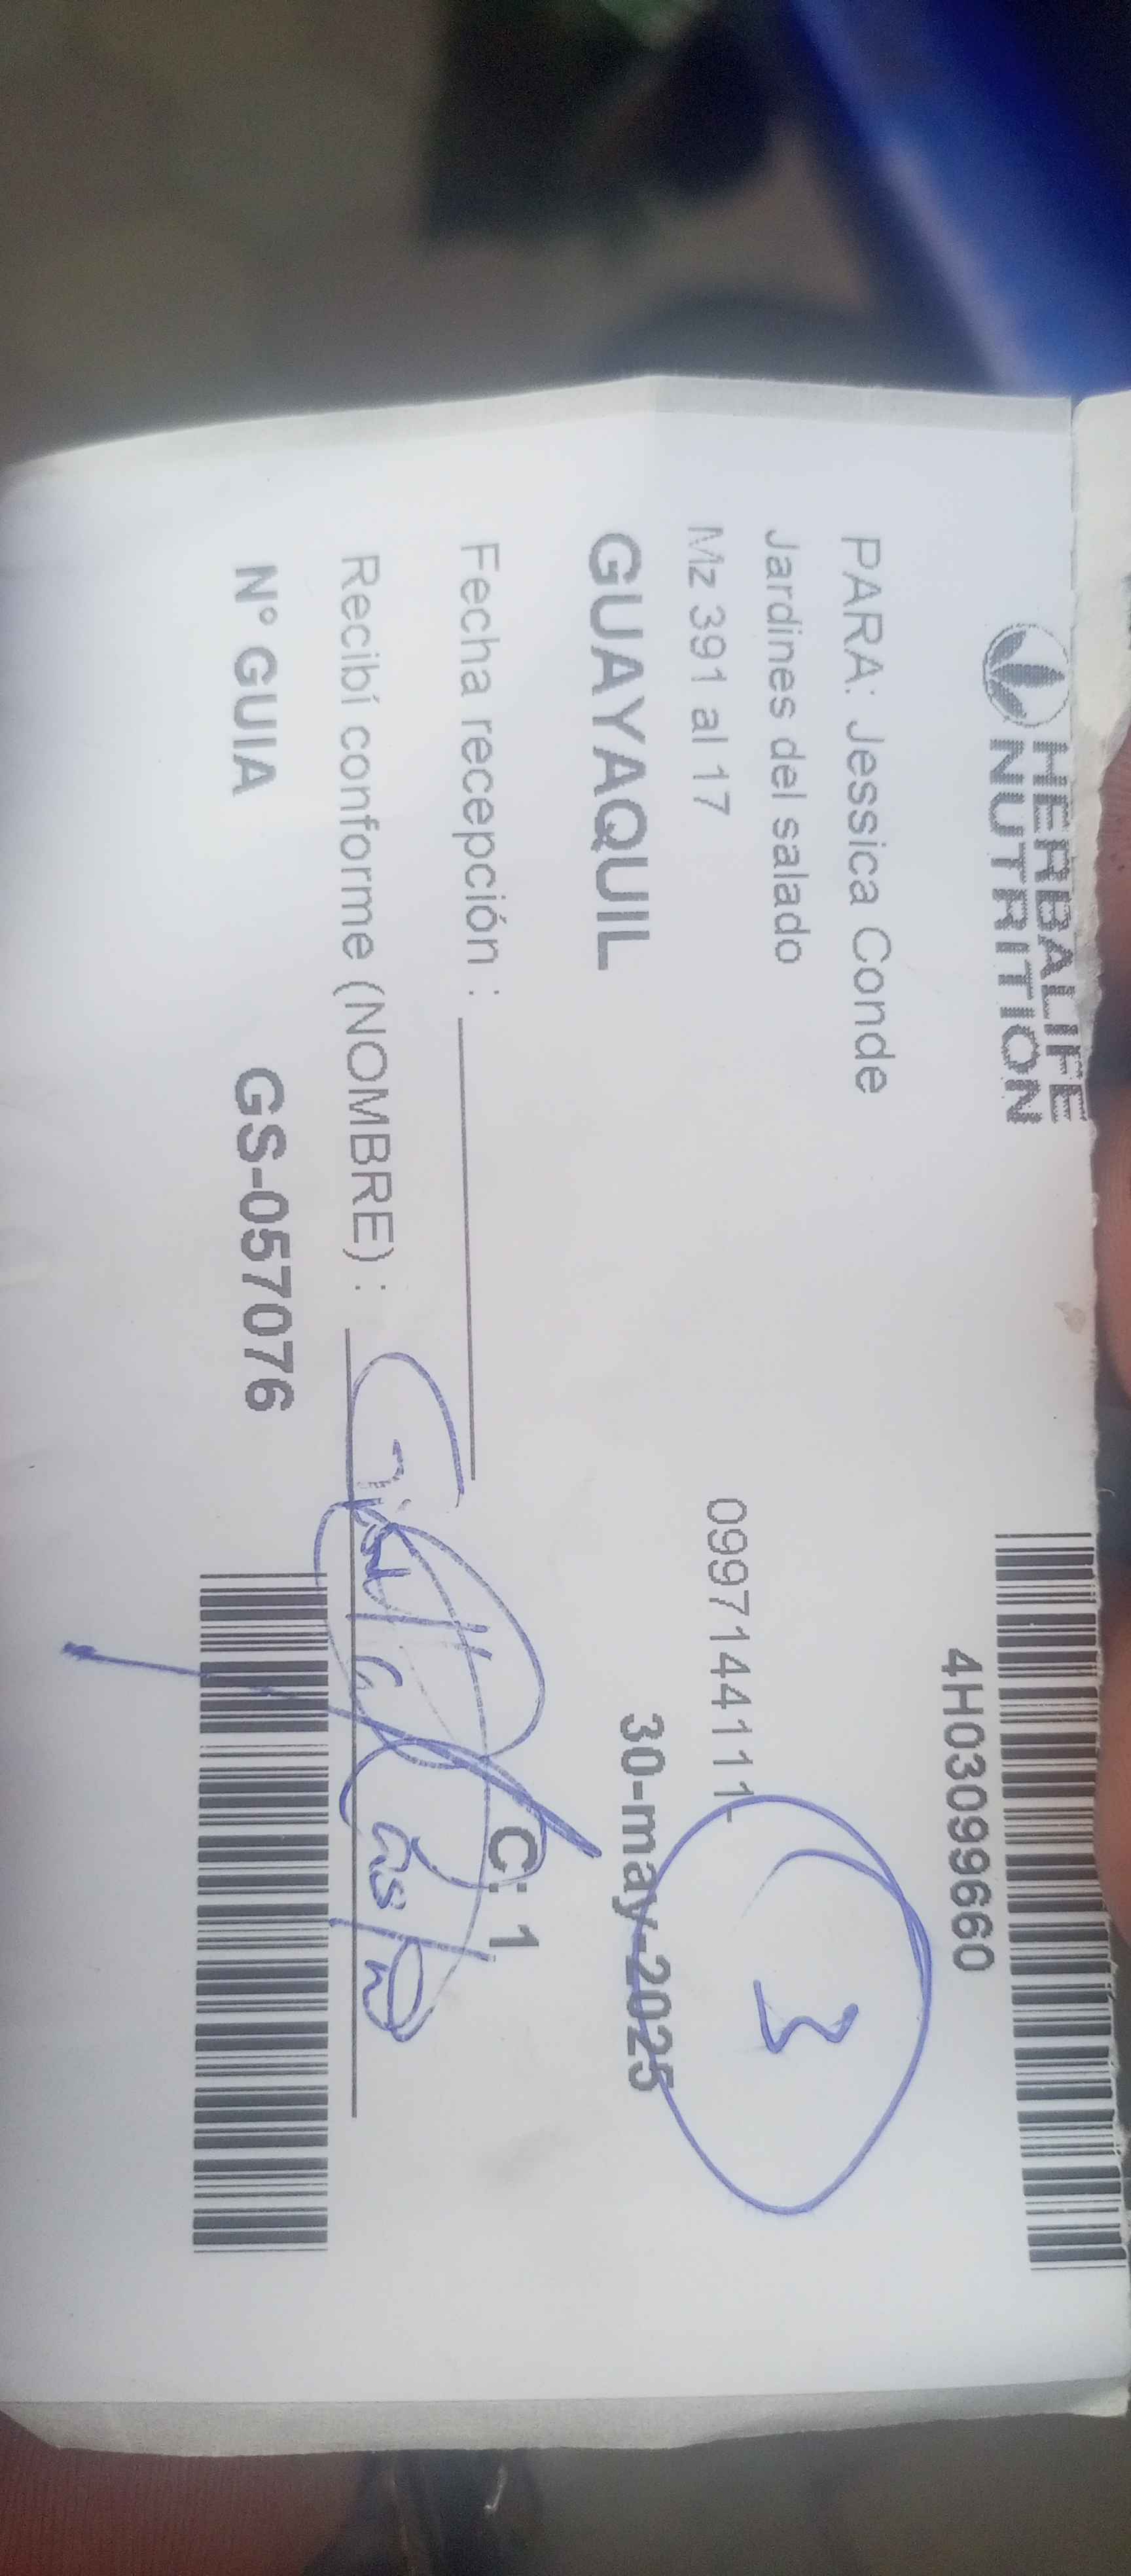 HERBALIFE
NUTRITION
4H03099660
PARA: Jessica Conde
Jardines del salado
Mz 391 al 17
0997144111-
3
GUAYAQUIL
30-may-2025
Fecha recepción :
C: 1
Recibí conforme (NOMBRE) :
N° GUIA
GS-057076